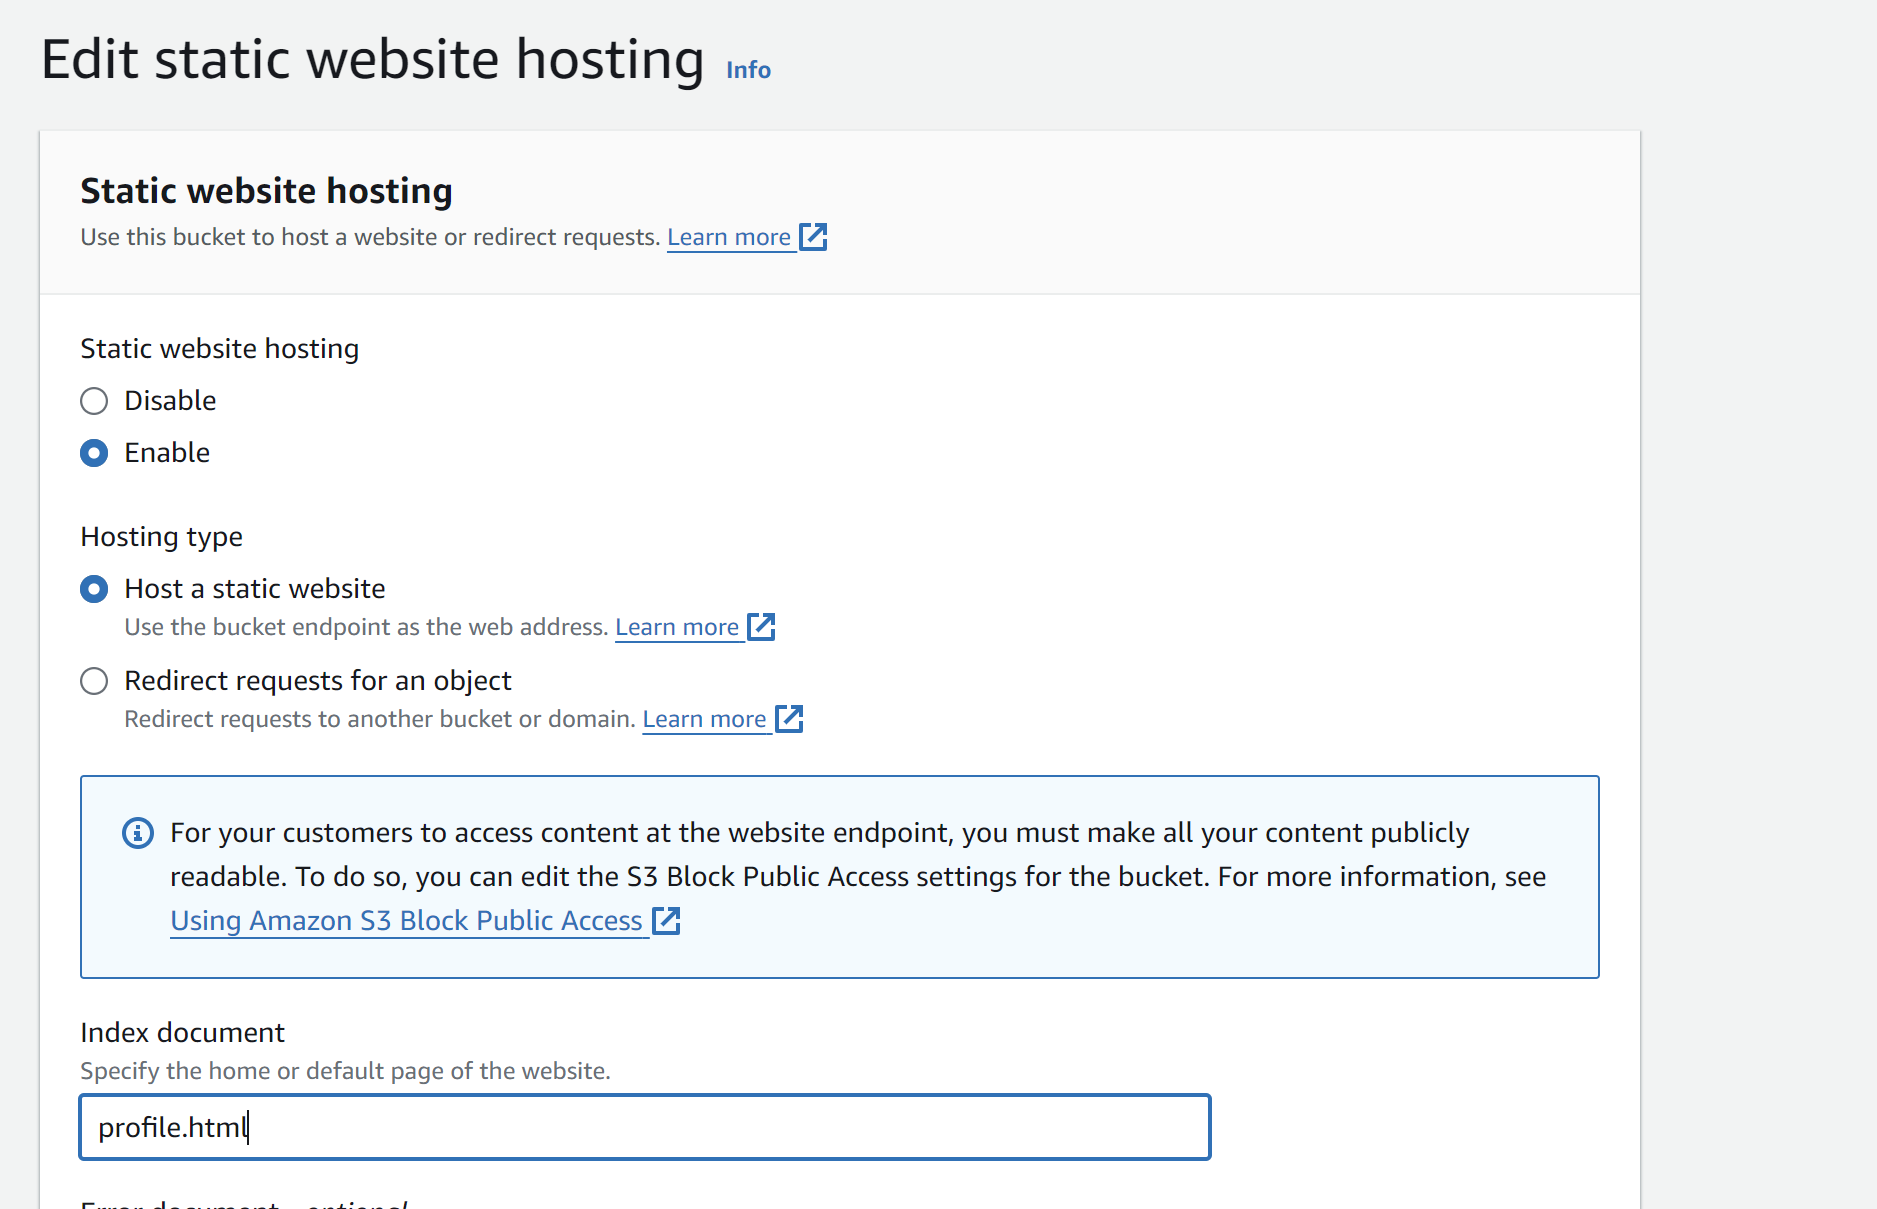 Edit static website hosting Info
Static website hosting
Use this bucket to host a website or redirect requests. Learn more
Static website hosting
Disable
Enable
Hosting type
Host a static website
Use the bucket endpoint as the web address. Learn more
Redirect requests for an object
Redirect requests to another bucket or domain. Learn more
For your customers to access content at the website endpoint, you must make all your content publicly
readable. To do so, you can edit the S3 Block Public Access settings for the bucket. For more information, see
Using Amazon S3 Block Public Access
Index document
Specify the home or default page of the website.
profile.html
Error document - optional